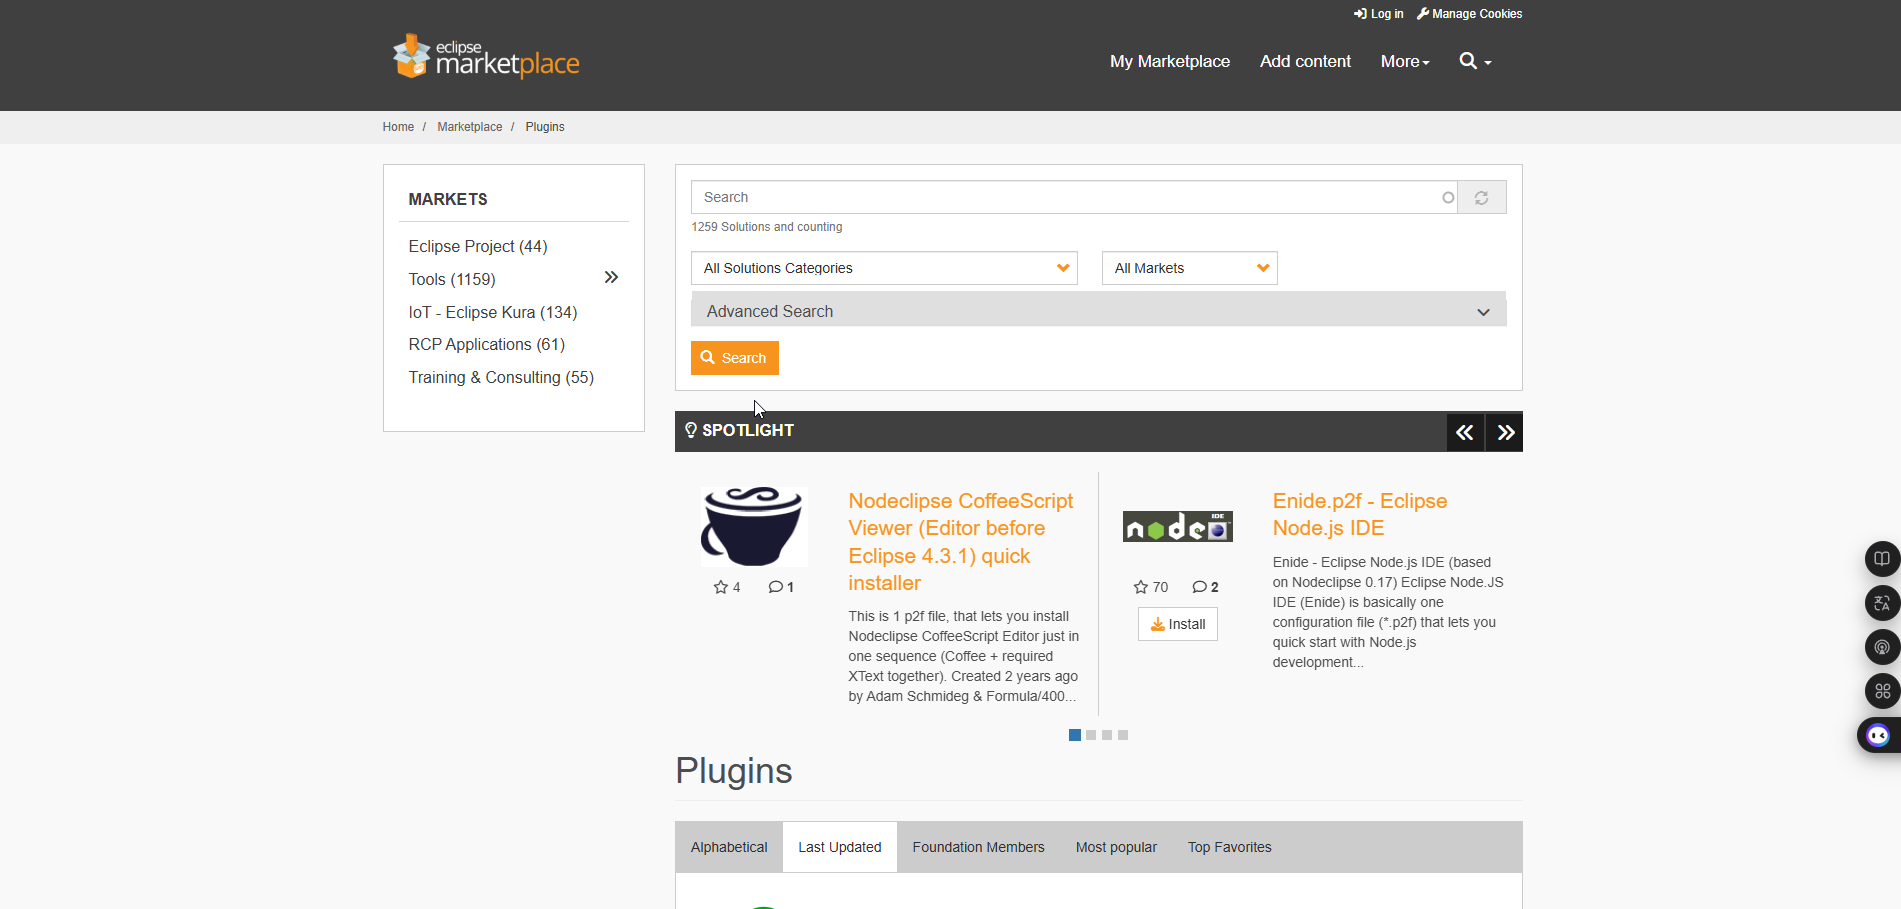 Log in Manage Cookies
eclipse
marketplace
My Marketplace Add content More
Home / Marketplace / Plugins
MARKETS
Eclipse Project (44)
Tools (1159)
IoT - Eclipse Kura (134)
RCP Applications (61)
Training & Consulting (55)
Search
1259 Solutions and counting
All Solutions Categories All Markets
Advanced Search
Search
SPOTLIGHT
Nodeclipse CoffeeScript
Viewer (Editor before
Eclipse 4.3.1) quick
installer
4 1
This is 1 p2f file, that lets you install
Nodeclipse CoffeeScript Editor just in
one sequence (Coffee + required
XText together). Created 2 years ago
by Adam Schmideg & Formula/400...
node IDE
70 2
Install
Enide.p2f - Eclipse
Node.js IDE
Enide - Eclipse Node.js IDE (based
on Nodeclipse 0.17) Eclipse Node.JS
IDE (Enide) is basically one
configuration file (*.p2f) that lets you
quick start with Node.js
development...
Plugins
Alphabetical Last Updated Foundation Members Most popular Top Favorites